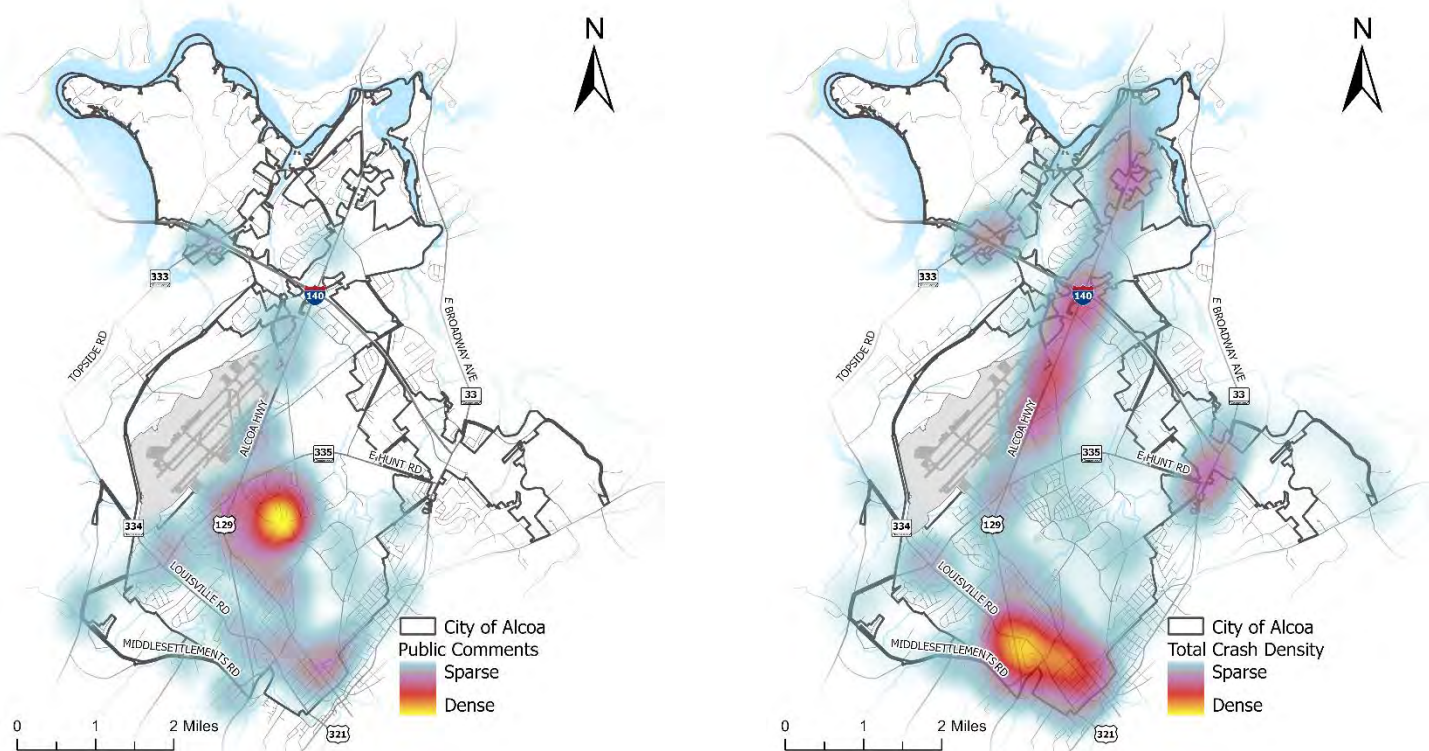 N
333
140
TOPSIDE RD
E BROADWAY AVE
33
ALCOA HWY
335
E HUNT RD
129
334
LOUISVILLE RD
MIDDLESETTLEMENTS RD
City of Alcoa
Public Comments
Sparse
Dense
0 1 2 Miles
321
N
333
140
TOPSIDE RD
E BROADWAY AVE
33
ALCOA HWY
335
E HUNT RD
129
334
LOUISVILLE RD
MIDDLESETTLEMENTS RD
City of Alcoa
Total Crash Density
Sparse
Dense
0 1 2 Miles
321